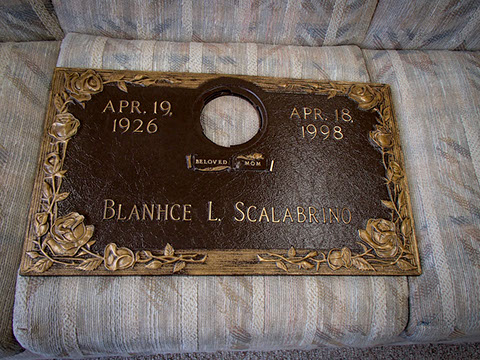 APR. 19, 1926
APR. 18, 1998
BELOVED MOM
BLANHCE L. SCALABRINO